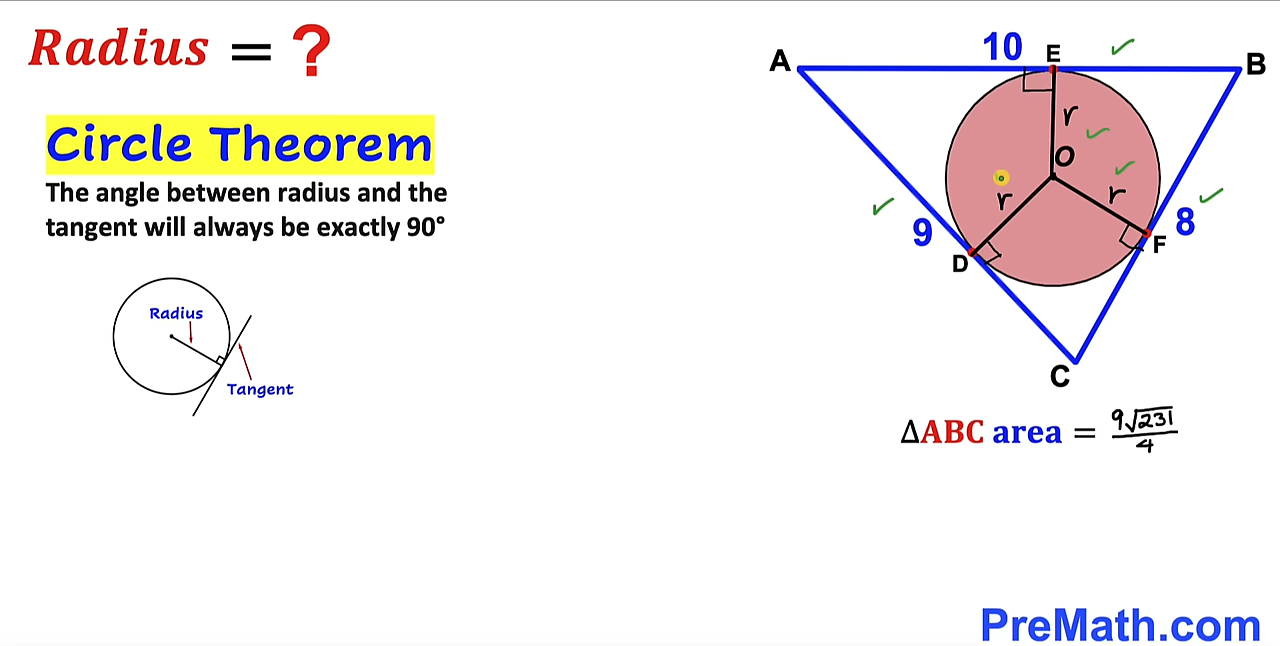 Radius = ?
Circle Theorem
The angle between radius and the
tangent will always be exactly 90°
Radius
Tangent
10
E
A
B
r
O
r
r
9
8
F
D
C
ΔABC area = 9√231/4
PreMath.com